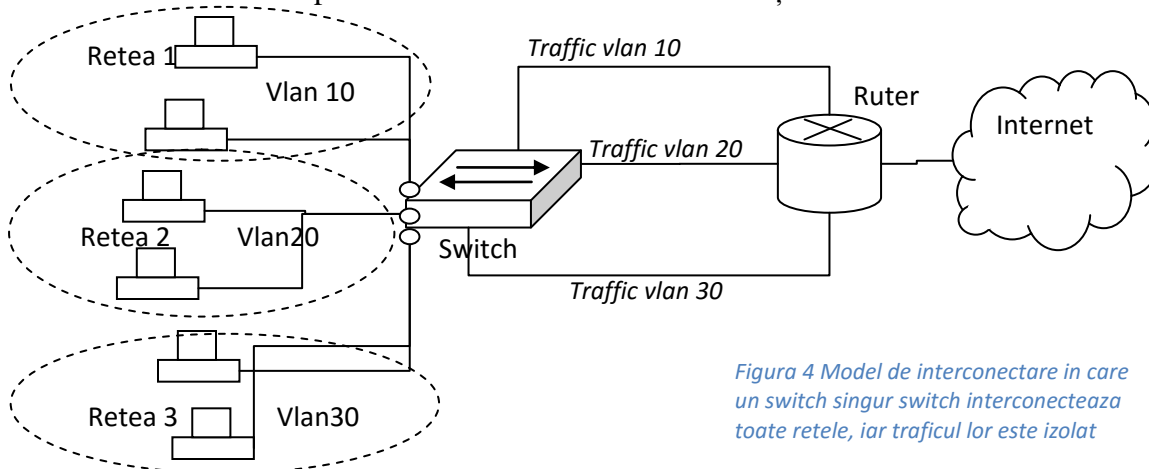 Traffic vlan 10
Retea 1
Vlan 10
Ruter
Internet
Traffic vlan 20
Retea 2
Vlan20
Switch
Traffic vlan 30
Retea 3
Vlan30
Figura 4 Model de interconectare in care
un switch singur switch interconecteaza
toate retele, iar traficul lor este izolat